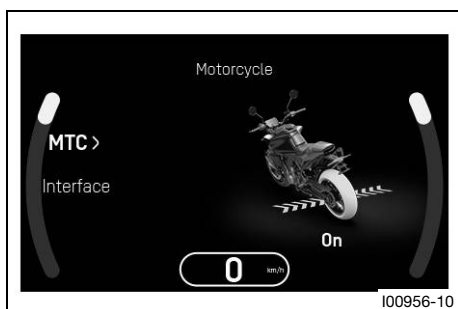 Motorcycle
MTC >
Interface
On
0 km/h
I00956-10